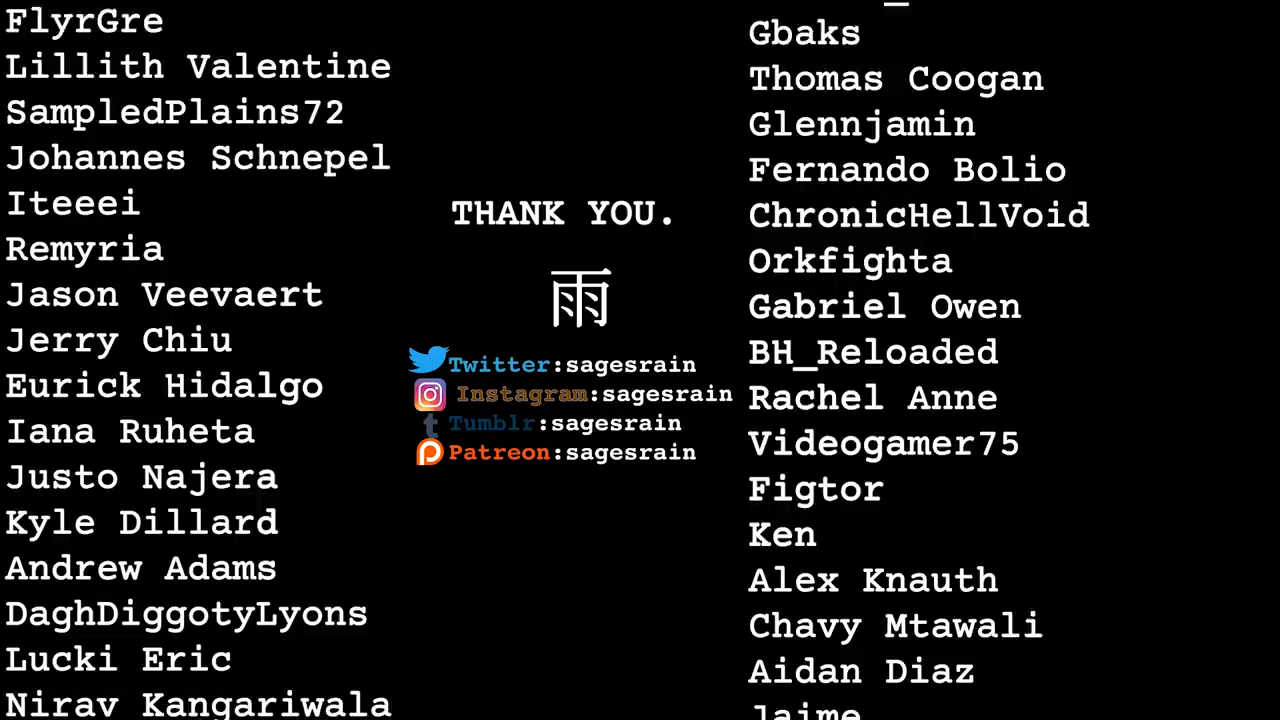 FlyrGre
Lillith Valentine
SampledPlains72
Johannes Schnepel
Iteeei
Remyria
Jason Veevaert
Jerry Chiu
Eurick Hidalgo
Iana Ruheta
Justo Najera
Kyle Dillard
Andrew Adams
DaghDiggotyLyons
Lucki Eric
Nirav Kangariwala
THANK YOU.
雨
Twitter:sagesrain
Instagram:sagesrain
Tumblr:sagesrain
Patreon:sagesrain
Gbaks
Thomas Coogan
Glennjamin
Fernando Bolio
ChronicHellVoid
Orkfighta
Gabriel Owen
BH_Reloaded
Rachel Anne
Videogamer75
Figtor
Ken
Alex Knauth
Chavy Mtawali
Aidan Diaz
Jaime